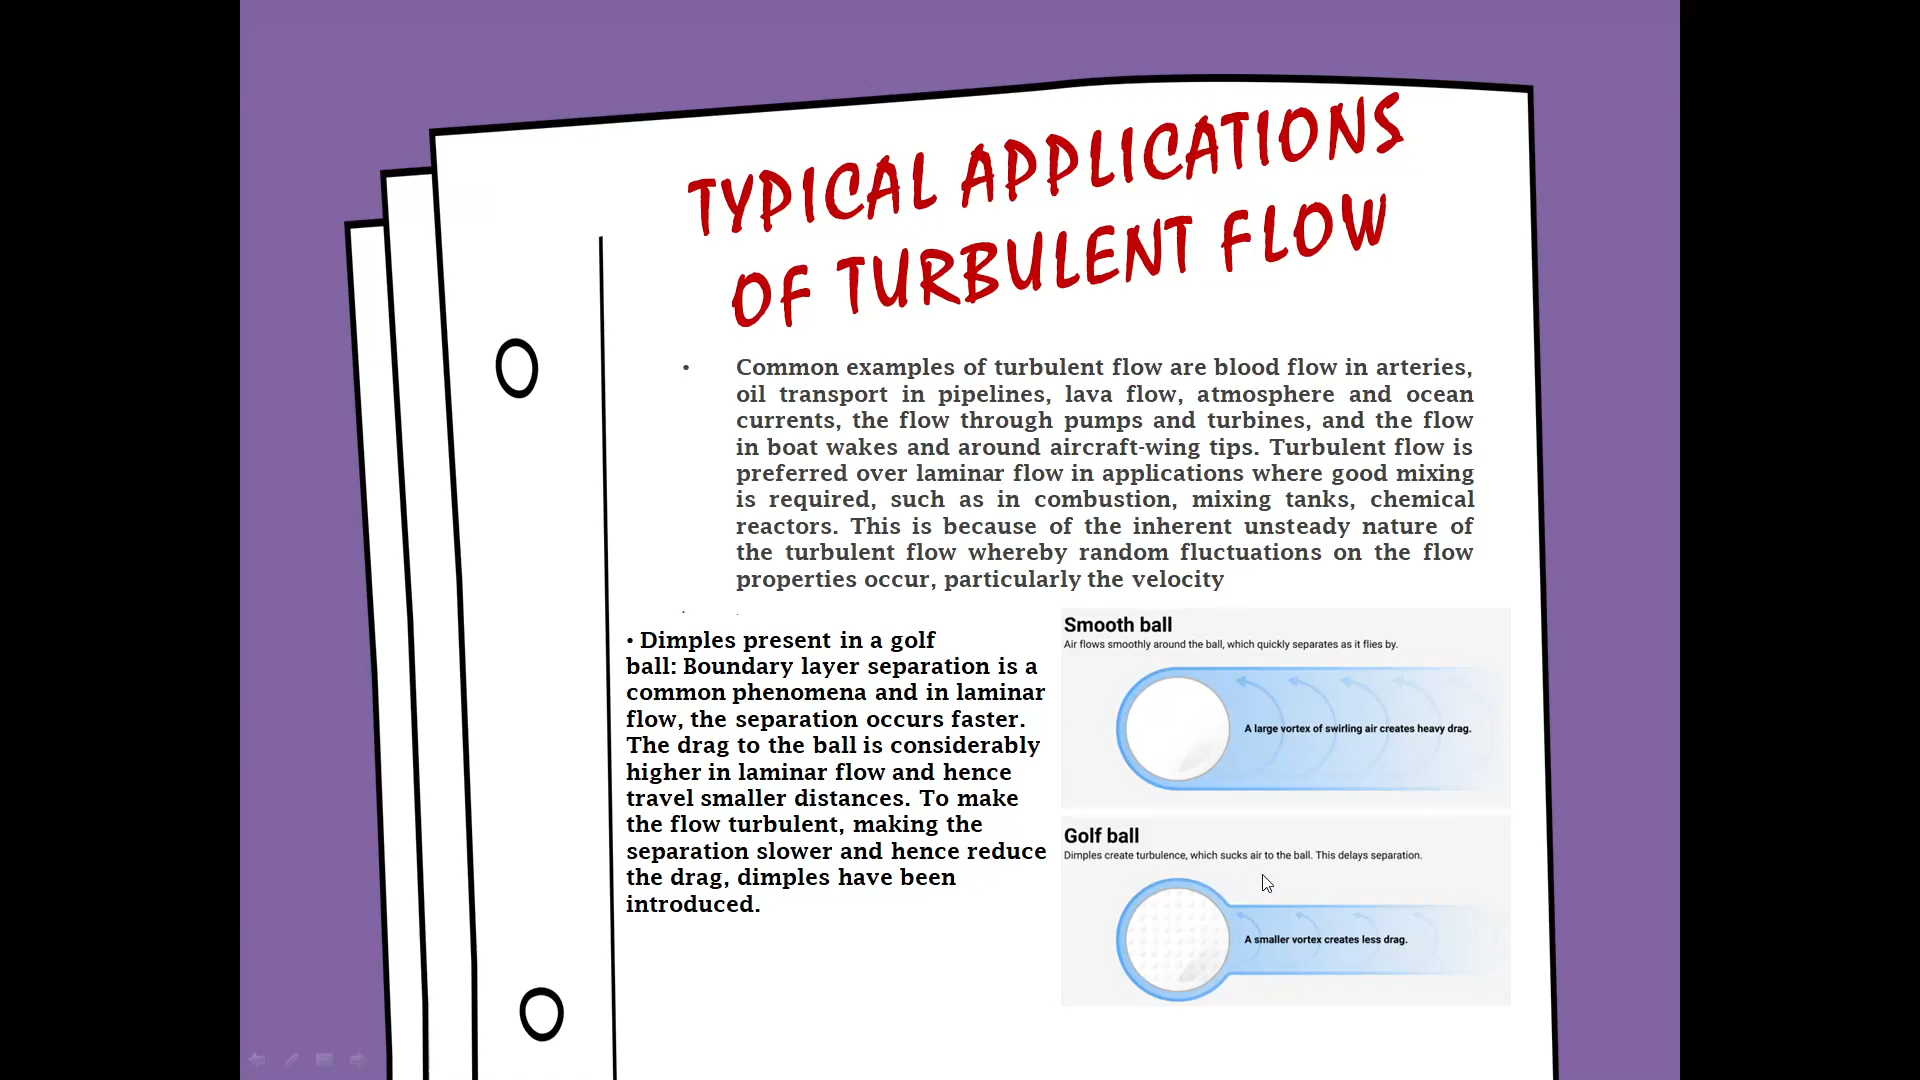 TYPICAL APPLICATIONS
OF TURBULENT FLOW
• Common examples of turbulent flow are blood flow in arteries,
oil transport in pipelines, lava flow, atmosphere and ocean
currents, the flow through pumps and turbines, and the flow
in boat wakes and around aircraft-wing tips. Turbulent flow is
preferred over laminar flow in applications where good mixing
is required, such as in combustion, mixing tanks, chemical
reactors. This is because of the inherent unsteady nature of
the turbulent flow whereby random fluctuations on the flow
properties occur, particularly the velocity
• .
• Dimples present in a golf
ball: Boundary layer separation is a
common phenomena and in laminar
flow, the separation occurs faster.
The drag to the ball is considerably
higher in laminar flow and hence
travel smaller distances. To make
the flow turbulent, making the
separation slower and hence reduce
the drag, dimples have been
introduced.
Smooth ball
Air flows smoothly around the ball, which quickly separates as it flies by.
A large vortex of swirling air creates heavy drag.
Golf ball
Dimples create turbulence, which sucks air to the ball. This delays separation.
A smaller vortex creates less drag.